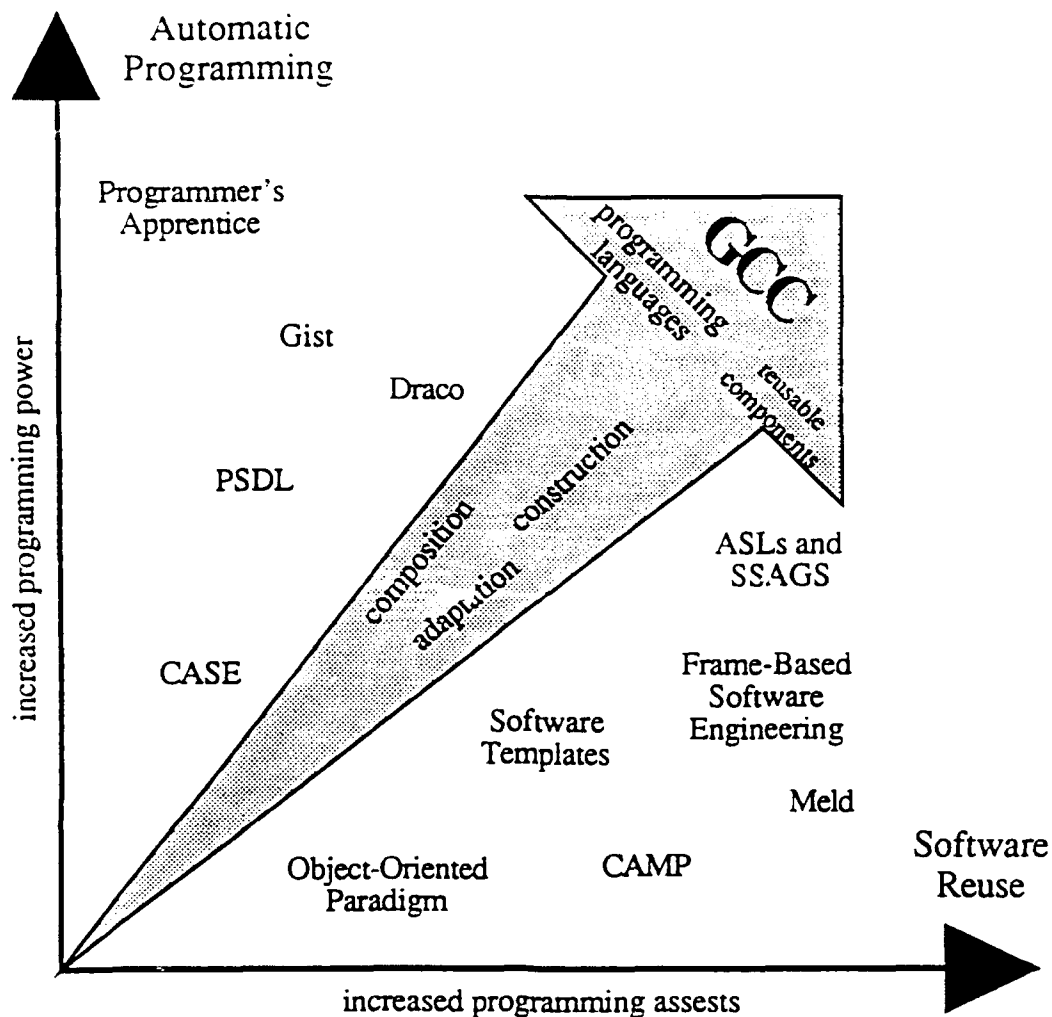 Automatic
Programming
Programmer's
Apprentice
programming
languages
GCC
Gist
Draco
reusable
components
increased programming power
PSDL
composition
construction
adaptation
ASLs and
SSAGS
CASE
Frame-Based
Software
Engineering
Software
Templates
Meld
Object-Oriented
Paradigm
CAMP
Software
Reuse
increased programming assests